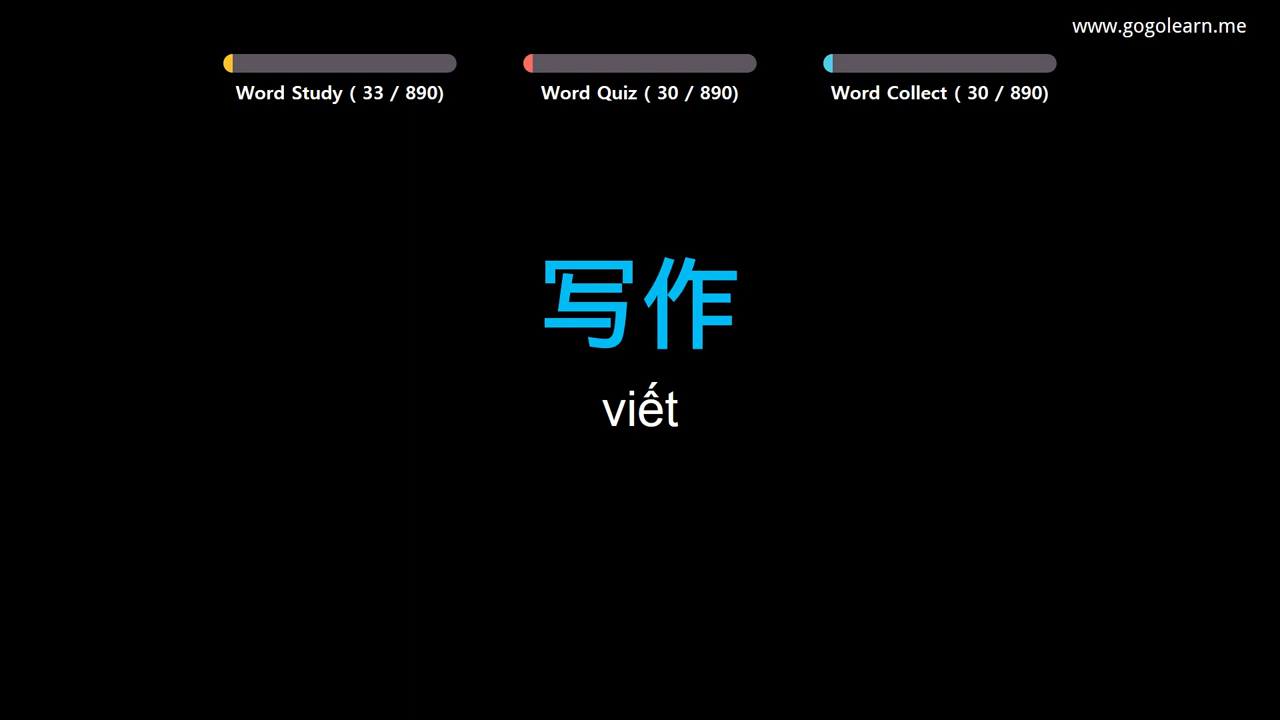 www.gogolearn.me
Word Study ( 33 / 890)
Word Quiz ( 30 / 890)
Word Collect ( 30 / 890)
写作
viết